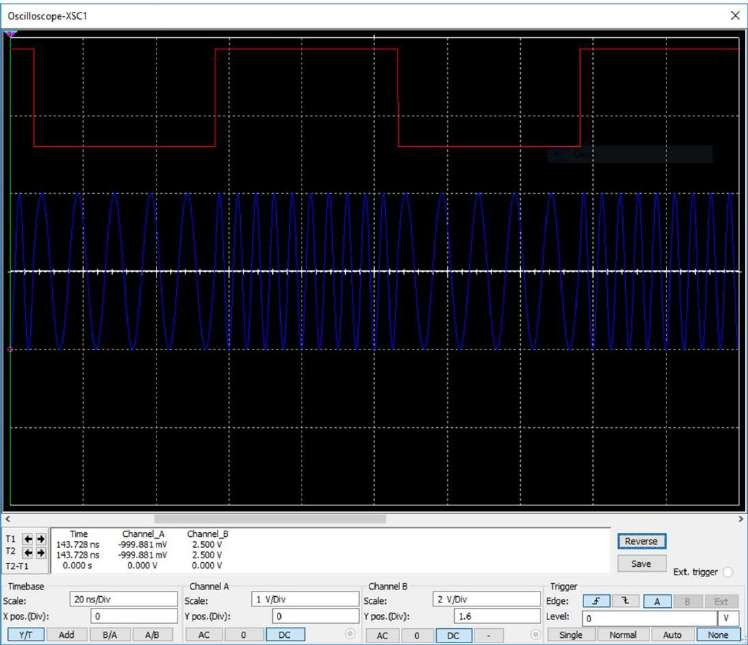 Oscilloscope-XSC1
Time Channel_A Channel_B
T1 143.728 ns -999.881 mV 2.500 V
T2 143.728 ns -999.881 mV 2.500 V
T2-T1 0.000 s 0.000 V 0.000 V
Reverse
Save
Ext. trigger
Timebase
Scale: 20 ns/Div
X pos.(Div): 0
Y/T Add B/A A/B
Channel A
Scale: 1 V/Div
Y pos.(Div): 0
AC 0 DC
Channel B
Scale: 2 V/Div
Y pos.(Div): 1.6
AC 0 DC -
Trigger
Edge: A B Ext
Level: 0 V
Single Normal Auto None